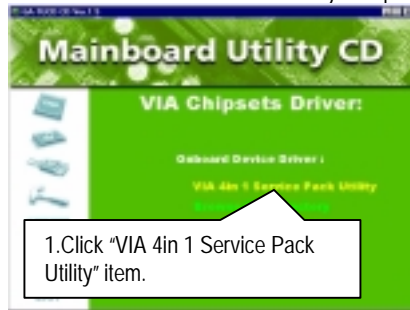 Mainboard Utility CD
VIA Chipsets Driver:
Onboard Device Driver :
VIA 4in 1 Service Pack Utility
1.Click “VIA 4in 1 Service Pack
Utility” item.